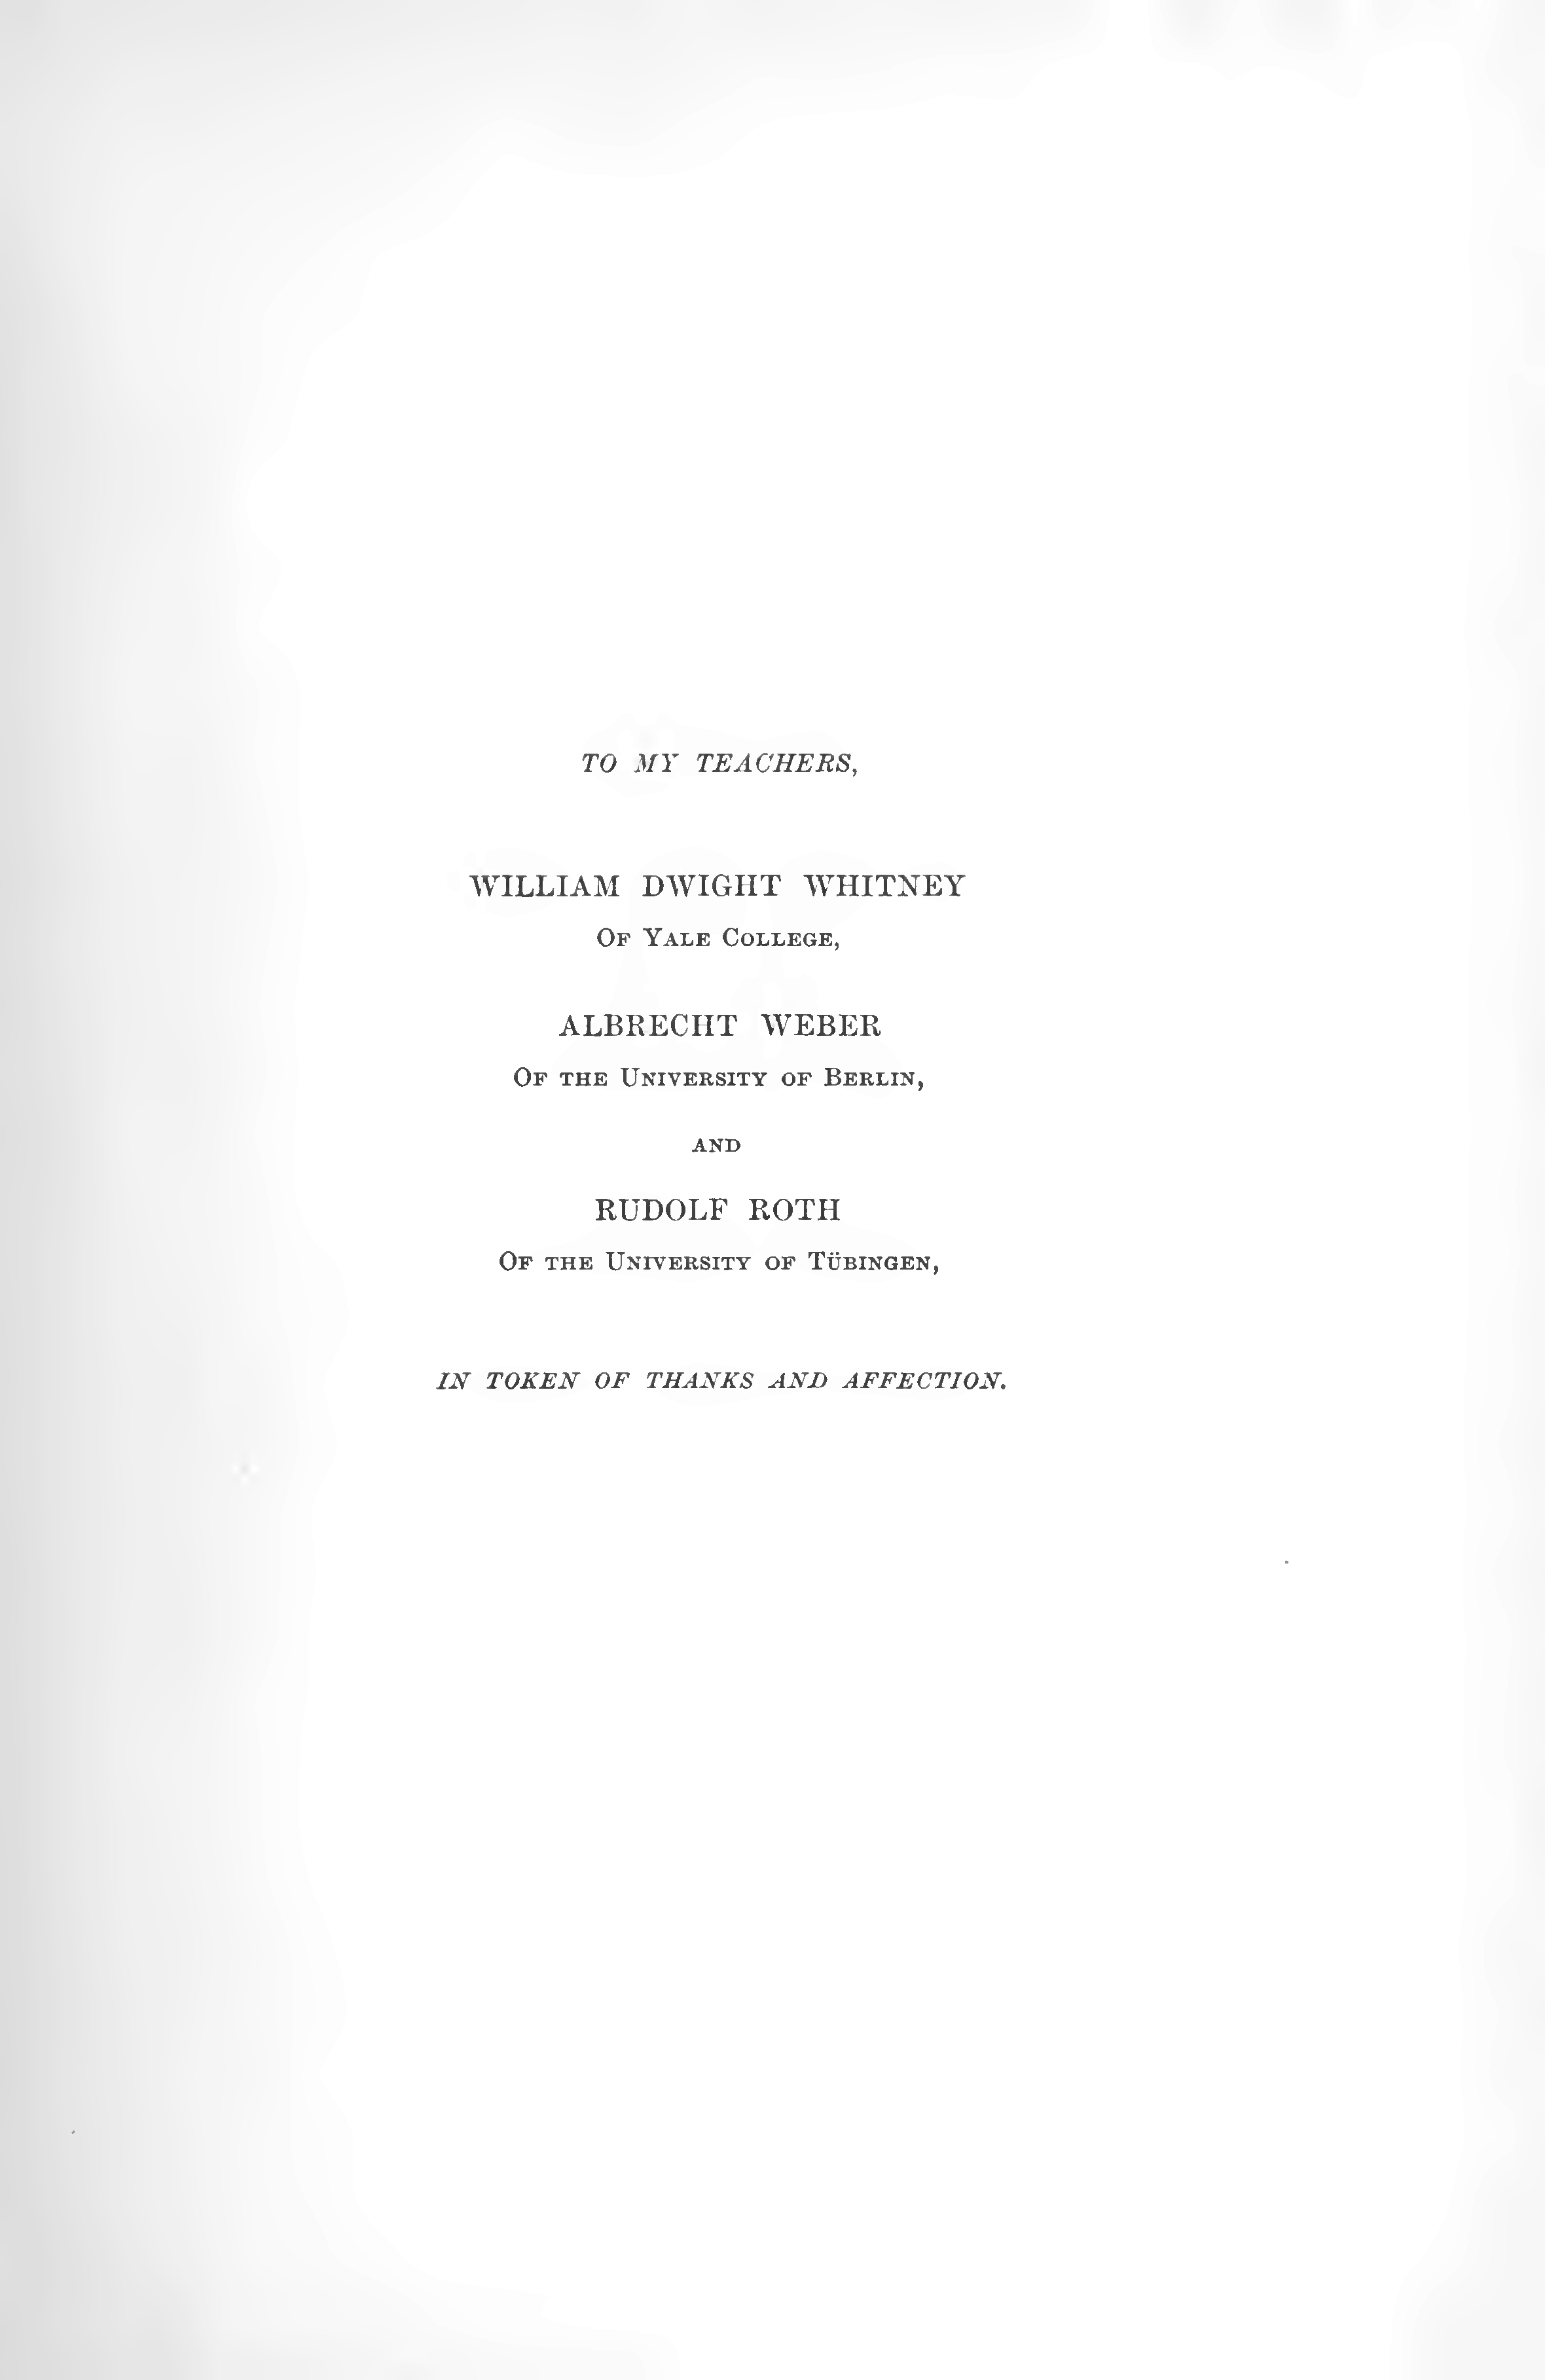 TO MY TEACHERS,
WILLIAM DWIGHT WHITNEY
OF YALE COLLEGE,
ALBRECHT WEBER
OF THE UNIVERSITY OF BERLIN,
AND
RUDOLF ROTH
OF THE UNIVERSITY OF TÜBINGEN,
IN TOKEN OF THANKS AND AFFECTION.